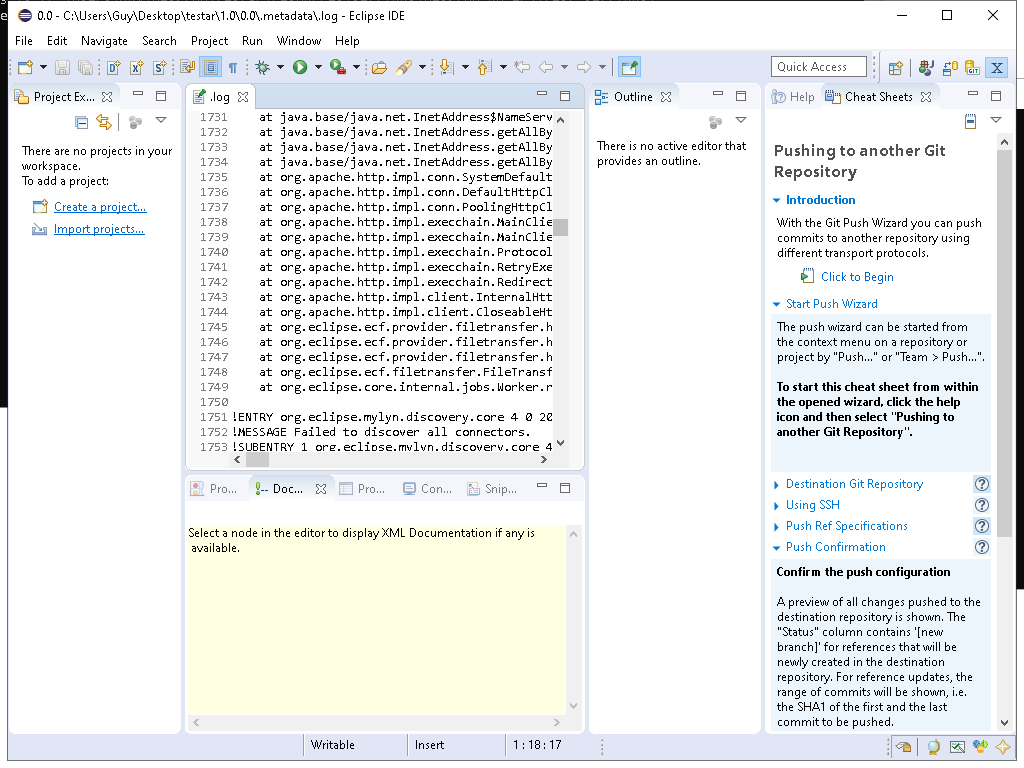 0.0 - C:\Users\Guy\Desktop\testar\1.0\0.0\.metadata\.log - Eclipse IDE
File Edit Navigate Search Project Run Window Help
Quick Access
Project Ex...
There are no projects in your
workspace.
To add a project:
Create a project...
Import projects...
.log
1731 at java.base/java.net.InetAddress$NameServ
1732 at java.base/java.net.InetAddress.getAllBy
1733 at java.base/java.net.InetAddress.getAllBy
1734 at java.base/java.net.InetAddress.getAllBy
1735 at org.apache.http.impl.conn.SystemDefault
1736 at org.apache.http.impl.conn.DefaultHttpCl
1737 at org.apache.http.impl.conn.PoolingHttpCl
1738 at org.apache.http.impl.execchain.MainClie
1739 at org.apache.http.impl.execchain.MainClie
1740 at org.apache.http.impl.execchain.Protocol
1741 at org.apache.http.impl.execchain.RetryExe
1742 at org.apache.http.impl.execchain.Redirect
1743 at org.apache.http.impl.client.InternalHtt
1744 at org.apache.http.impl.client.CloseableHt
1745 at org.eclipse.ecf.provider.filetransfer.h
1746 at org.eclipse.ecf.provider.filetransfer.h
1747 at org.eclipse.ecf.provider.filetransfer.h
1748 at org.eclipse.ecf.filetransfer.FileTransf
1749 at org.eclipse.core.internal.jobs.Worker.r
1750
1751 !ENTRY org.eclipse.mylyn.discovery.core 4 0 20
1752 !MESSAGE Failed to discover all connectors.
1753 !SUBENTRY 1 org.eclipse.mylyn.discovery.core 4
Pro... Doc... Pro... Con... Snip...
Select a node in the editor to display XML Documentation if any is
available.
Outline
There is no active editor that
provides an outline.
Help Cheat Sheets
Pushing to another Git
Repository
Introduction
With the Git Push Wizard you can push
commits to another repository using
different transport protocols.
Click to Begin
Start Push Wizard
The push wizard can be started from
the context menu on a repository or
project by "Push..." or "Team > Push...".
To start this cheat sheet from within
the opened wizard, click the help
icon and then select "Pushing to
another Git Repository".
Destination Git Repository
Using SSH
Push Ref Specifications
Push Confirmation
Confirm the push configuration
A preview of all changes pushed to the
destination repository is shown. The
"Status" column contains '[new
branch]' for references that will be
newly created in the destination
repository. For reference updates, the
range of commits will be shown, i.e.
the SHA1 of the first and the last
commit to be pushed.
Writable Insert 1 : 18 : 17